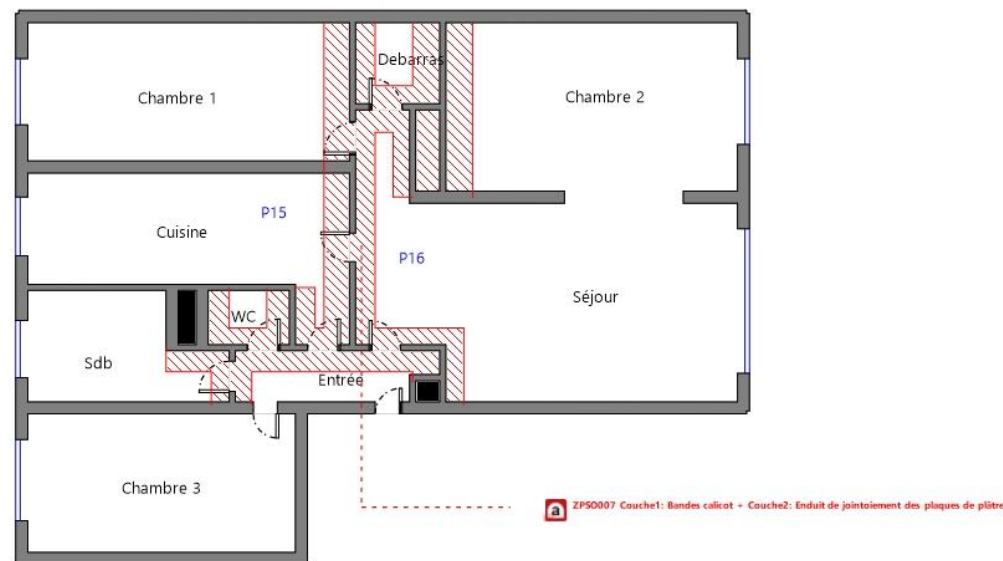 Debarras
Chambre 1
Chambre 2
P15
Cuisine
P16
Séjour
WC
Sdb
Entrée
Chambre 3
a ZPSO007 Couche1: Bandes calicot + Couche2: Enduit de jointoiement des plaques de plâtre